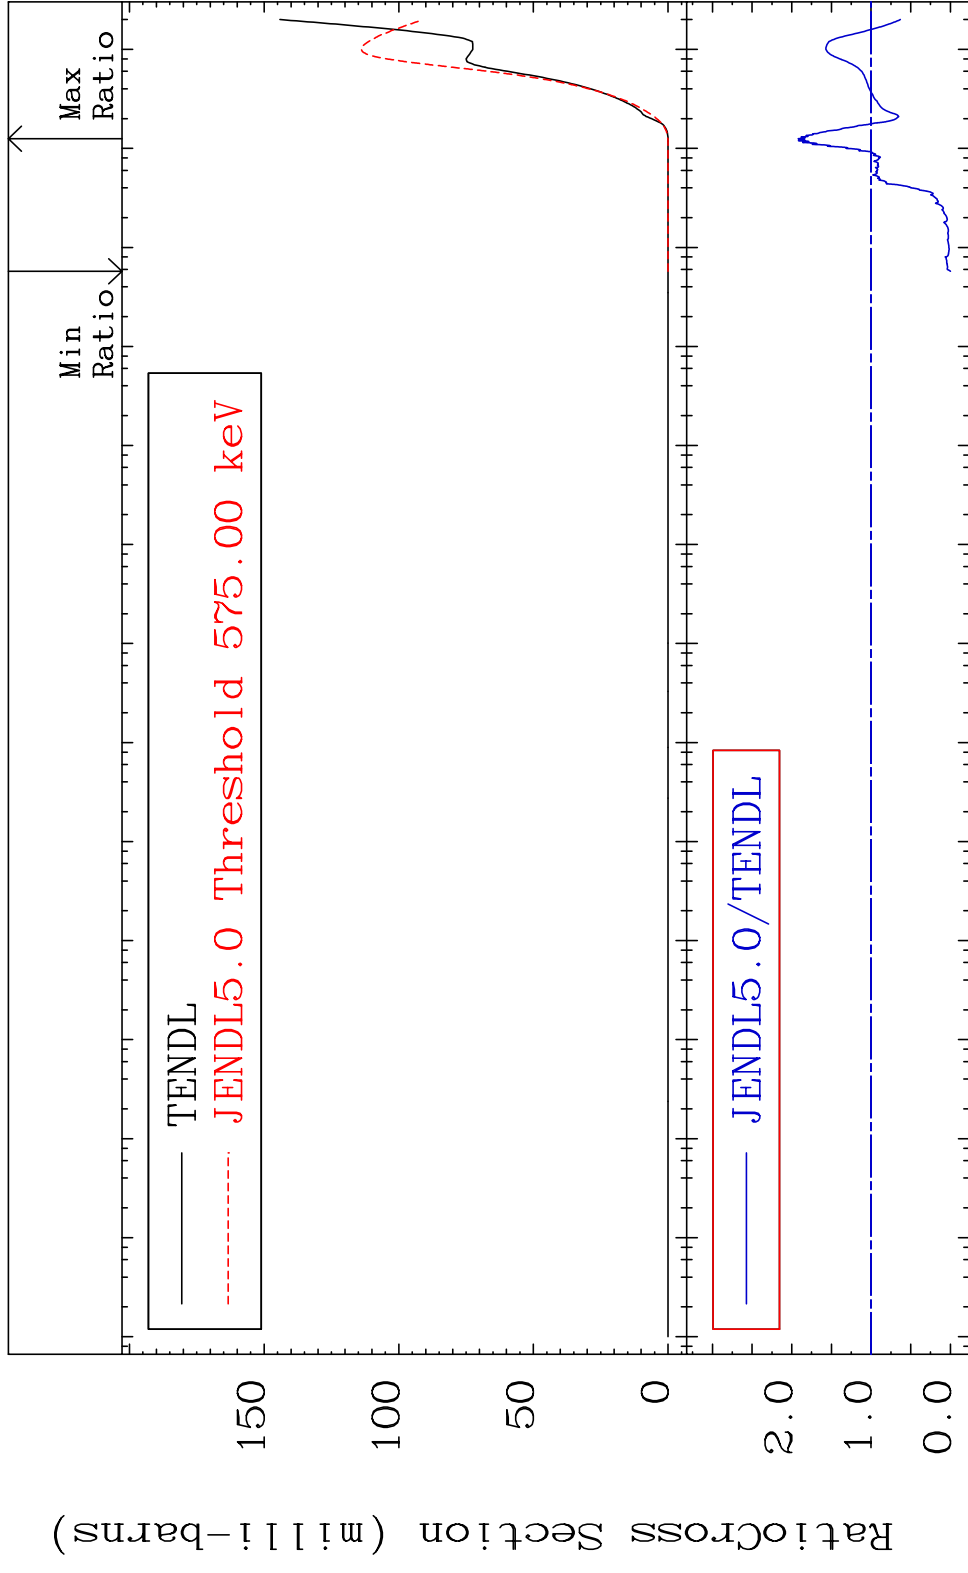 Max
Ratio
Min
Ratio
TENDL
JENDL5.0 Threshold 575.00 keV
150
100
50
0
JENDL5.0/TENDL
2.0
1.0
0.0
RatioCross Section (milli-barns)